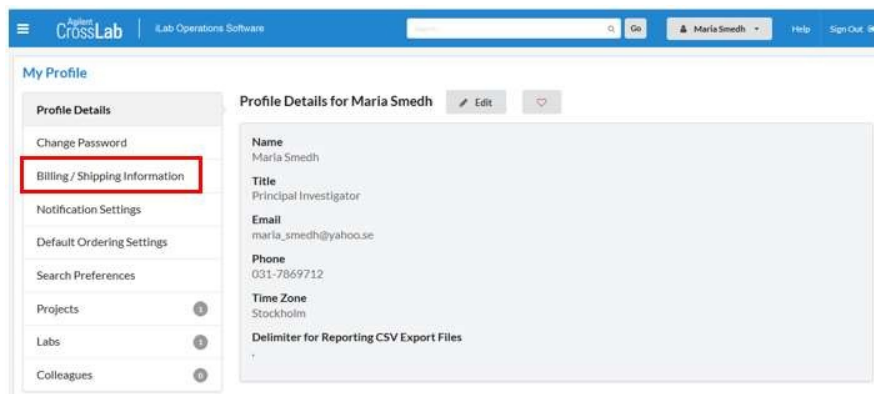 Agilent
CrossLab
iLab Operations Software
Go
Maria Smedh
Help
Sign Out
My Profile
Profile Details
Change Password
Billing / Shipping Information
Notification Settings
Default Ordering Settings
Search Preferences
Projects 1
Labs 1
Colleagues 0
Profile Details for Maria Smedh
Edit
Name
Maria Smedh
Title
Principal Investigator
Email
maria_smedh@yahoo.se
Phone
031-7869712
Time Zone
Stockholm
Delimiter for Reporting CSV Export Files
,